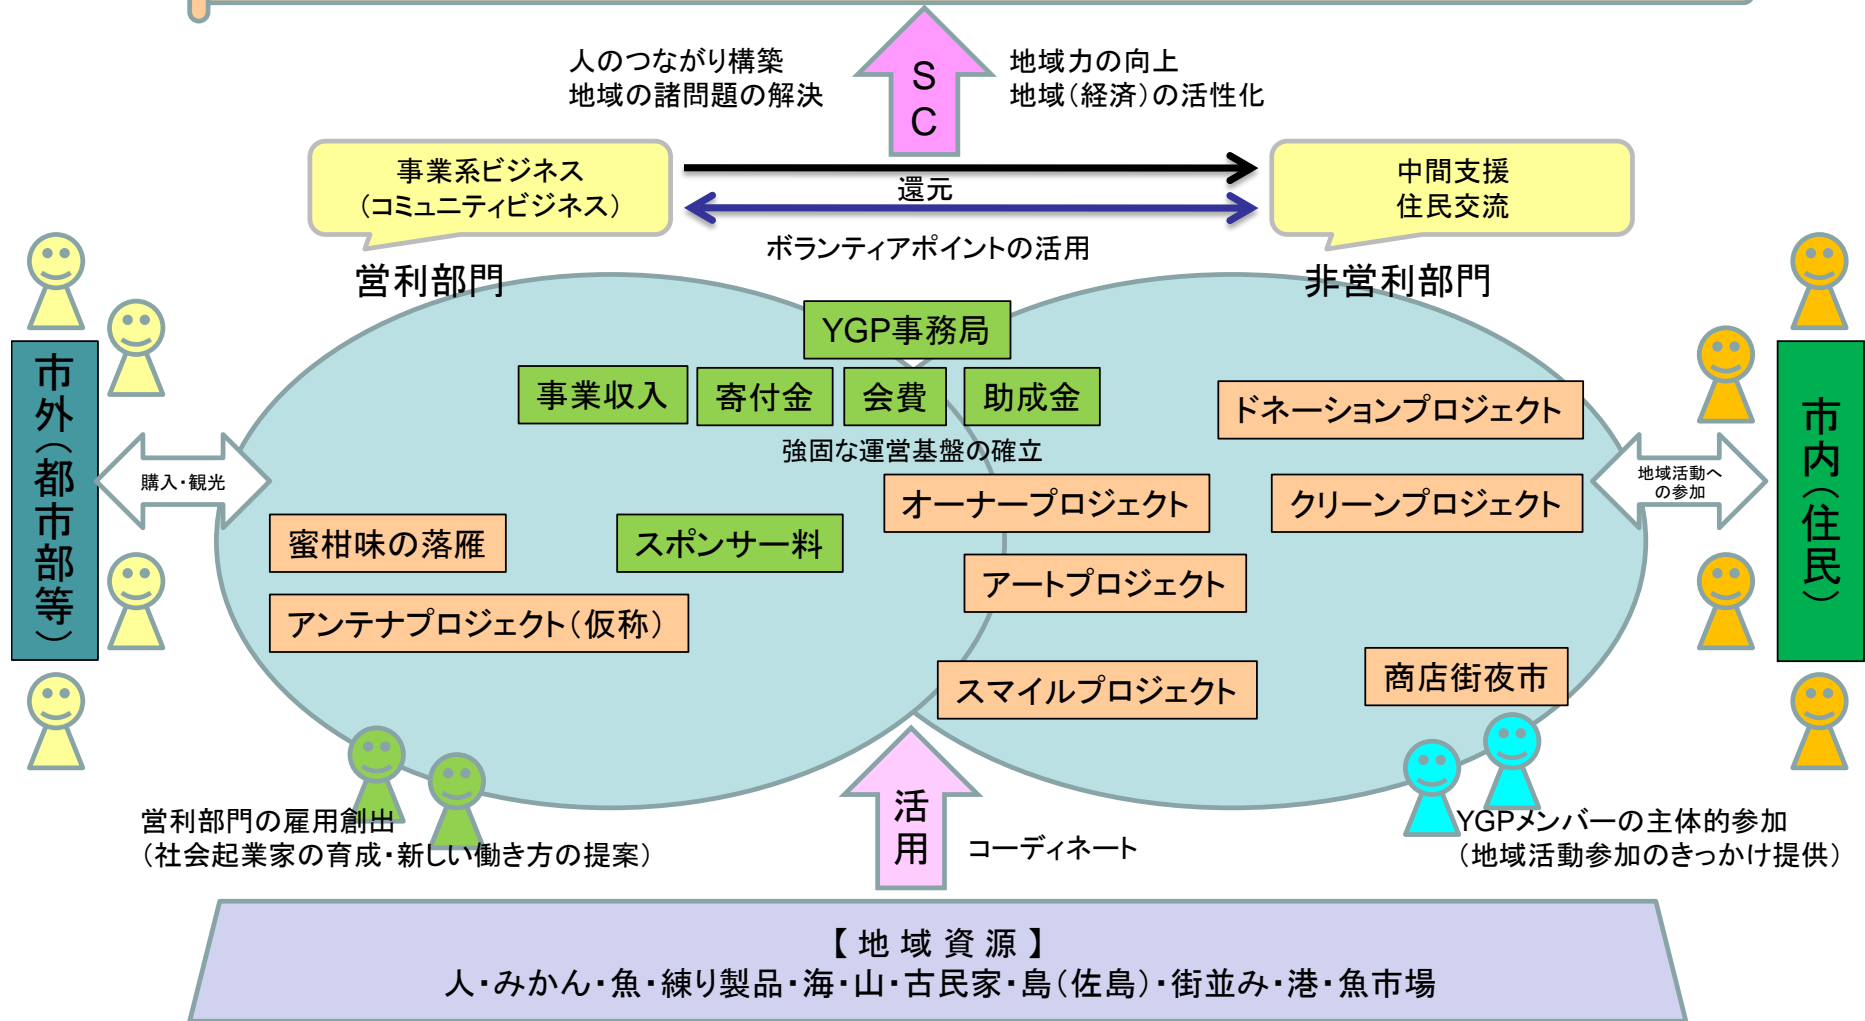 人のつながり構築
地域の諸問題の解決
SC
地域力の向上
地域（経済）の活性化
事業系ビジネス
（コミュニティビジネス）
還元
中間支援
住民交流
ボランティアポイントの活用
営利部門
非営利部門
YGP事務局
事業収入
寄付金
会費
助成金
強固な運営基盤の確立
ドネーションプロジェクト
市外（都市部等）
購入・観光
オーナープロジェクト
クリーンプロジェクト
地域活動へ
の参加
市内（住民）
蜜柑味の落雁
スポンサー料
アートプロジェクト
アンテナプロジェクト（仮称）
スマイルプロジェクト
商店街夜市
営利部門の雇用創出
（社会起業家の育成・新しい働き方の提案）
活用
コーディネート
YGPメンバーの主体的参加
（地域活動参加のきっかけ提供）
【 地 域 資 源 】
人・みかん・魚・練り製品・海・山・古民家・島（佐島）・街並み・港・魚市場